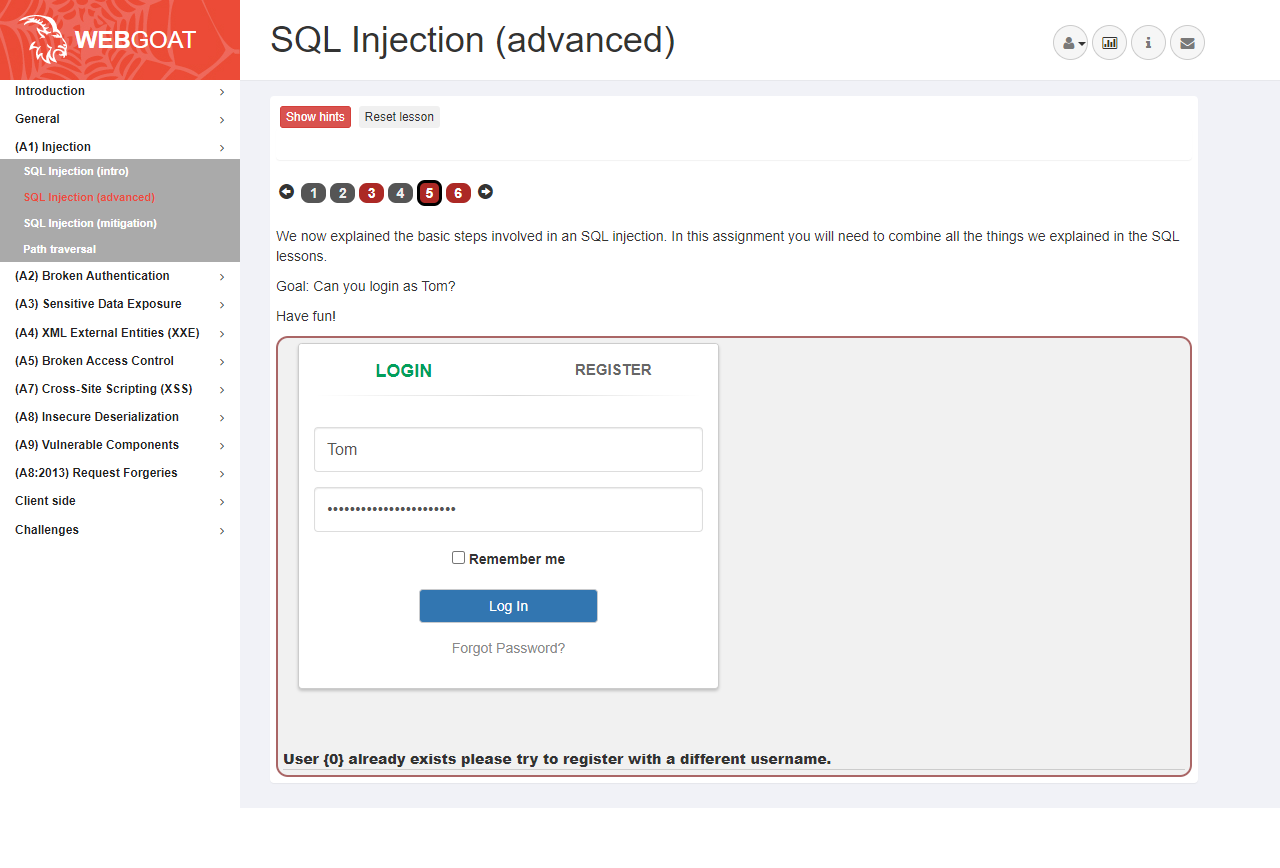 WEBGOAT
SQL Injection (advanced)
Introduction
General
(A1) Injection
SQL Injection (intro)
SQL Injection (advanced)
SQL Injection (mitigation)
Path traversal
(A2) Broken Authentication
(A3) Sensitive Data Exposure
(A4) XML External Entities (XXE)
(A5) Broken Access Control
(A7) Cross-Site Scripting (XSS)
(A8) Insecure Deserialization
(A9) Vulnerable Components
(A8:2013) Request Forgeries
Client side
Challenges
Show hints Reset lesson
1 2 3 4 5 6
We now explained the basic steps involved in an SQL injection. In this assignment you will need to combine all the things we explained in the SQL
lessons.
Goal: Can you login as Tom?
Have fun!
LOGIN REGISTER
Tom
•••••••••••••••••••••••
Remember me
Log In
Forgot Password?
User {0} already exists please try to register with a different username.